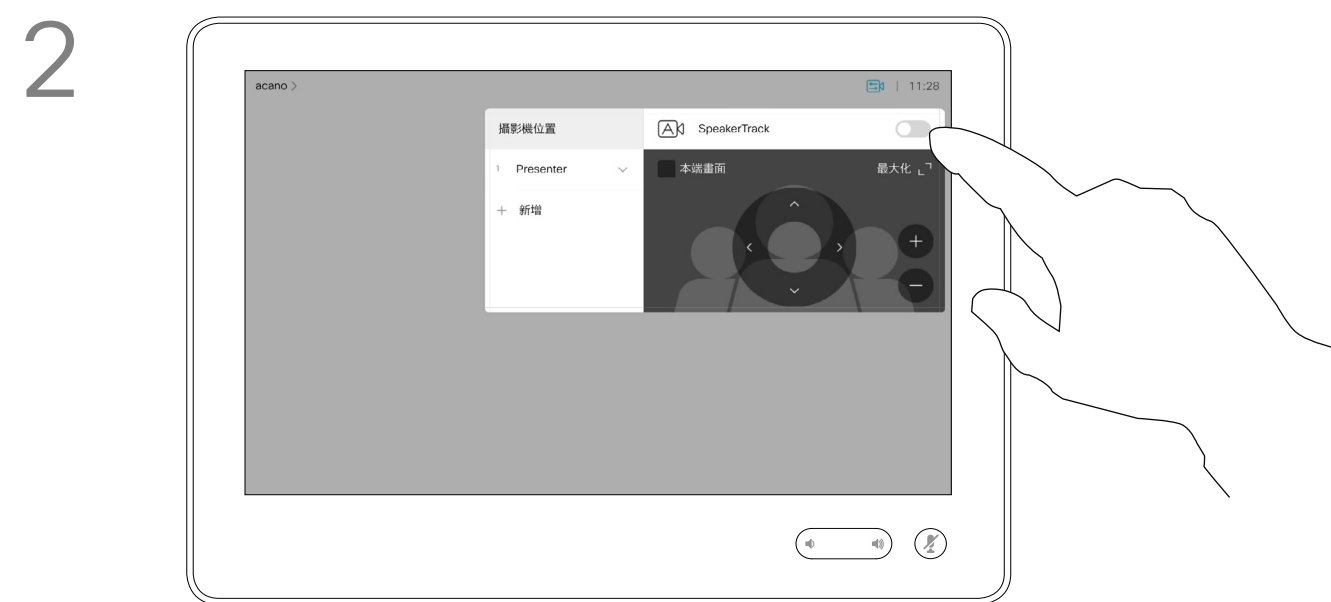 2
acano >
11:28
攝影機位置
SpeakerTrack
1 Presenter
本端畫面
最大化
+ 新增